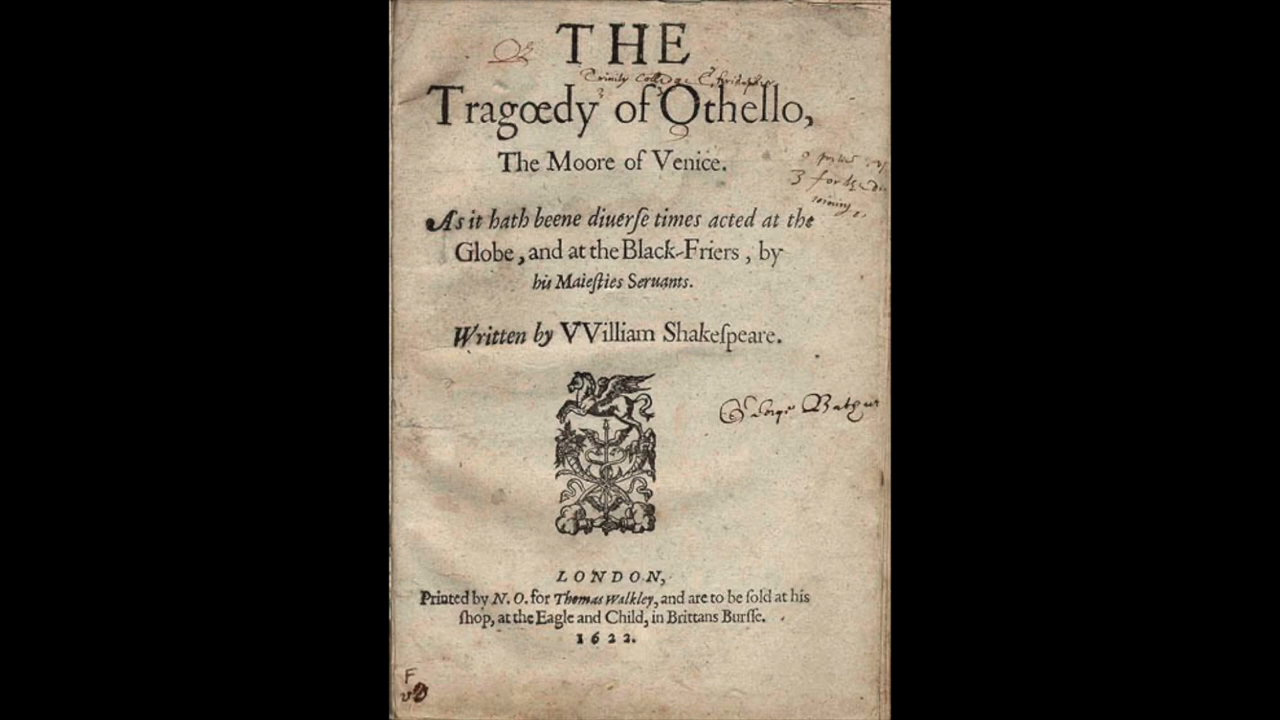 THE
Tragœdy of Othello,
The Moore of Venice.
As it hath beene diuerſe times acted at the
Globe, and at the Black-Friers, by
his Maieſties Seruants.
Written by VVilliam Shakeſpeare.
George
LONDON,
Printed by N. O. for Thomas Walkley, and are to be ſold at his
ſhop, at the Eagle and Child, in Brittans Burſſe.
1622.
F